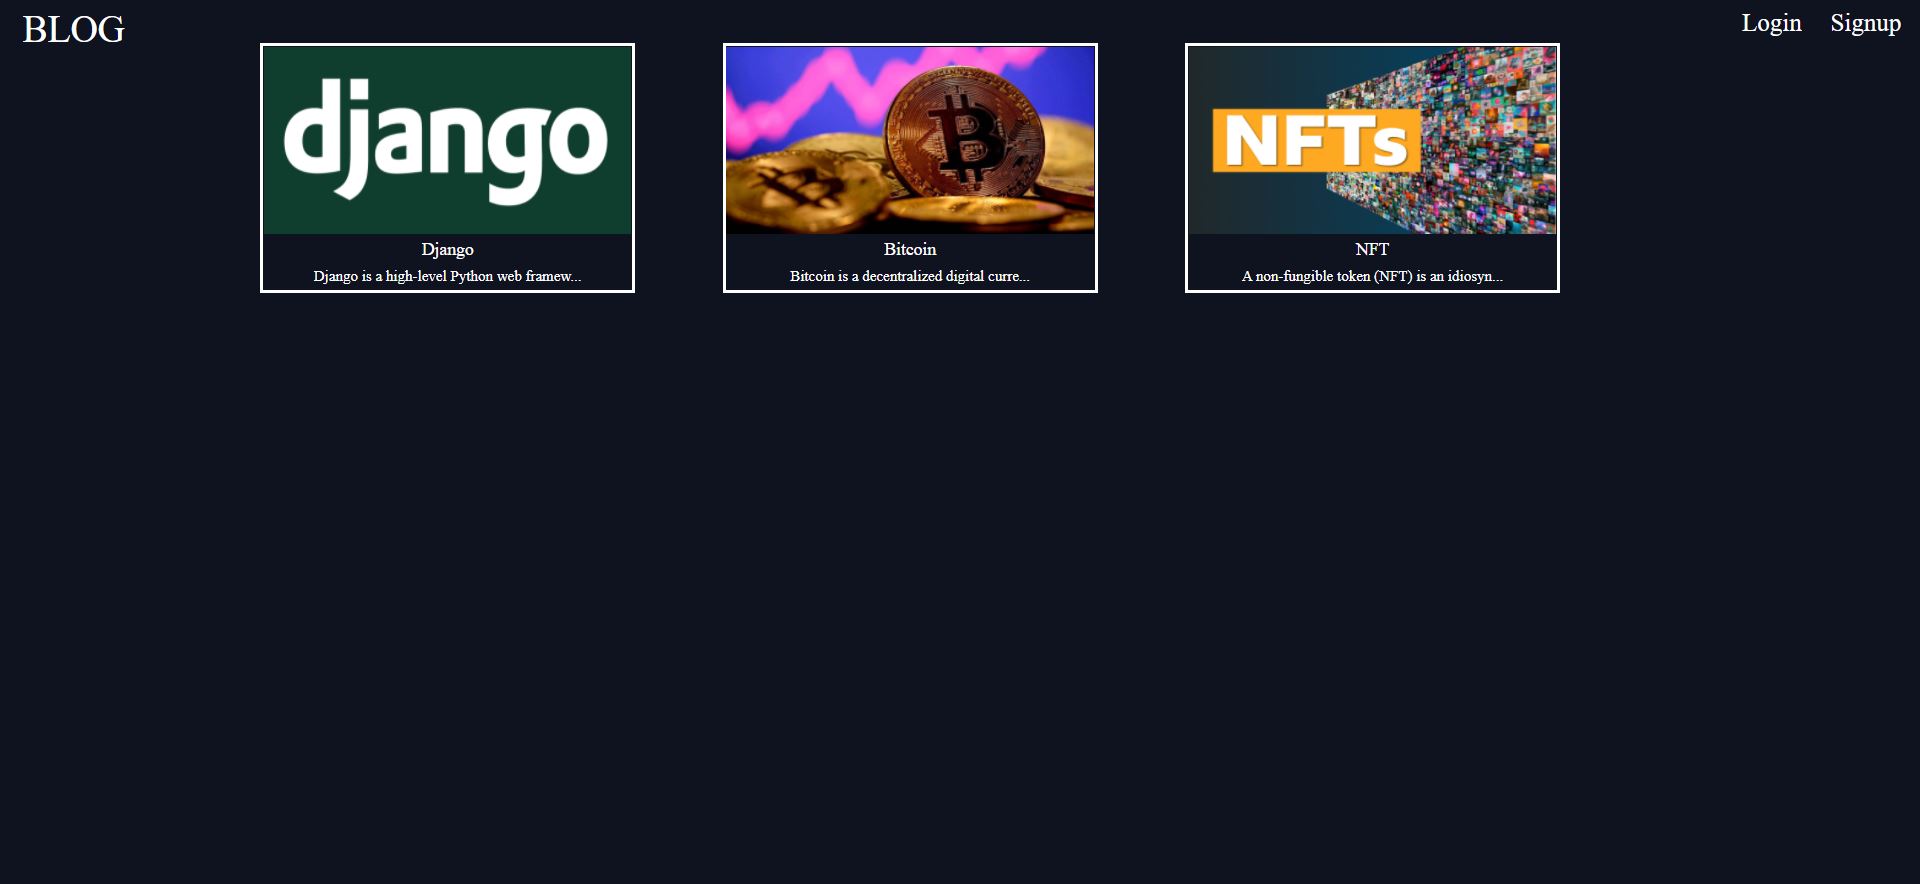 BLOG
Login
Signup
django
Django
Django is a high-level Python web framew...
Bitcoin
Bitcoin is a decentralized digital curre...
NFTs
NFT
A non-fungible token (NFT) is an idiosyn...